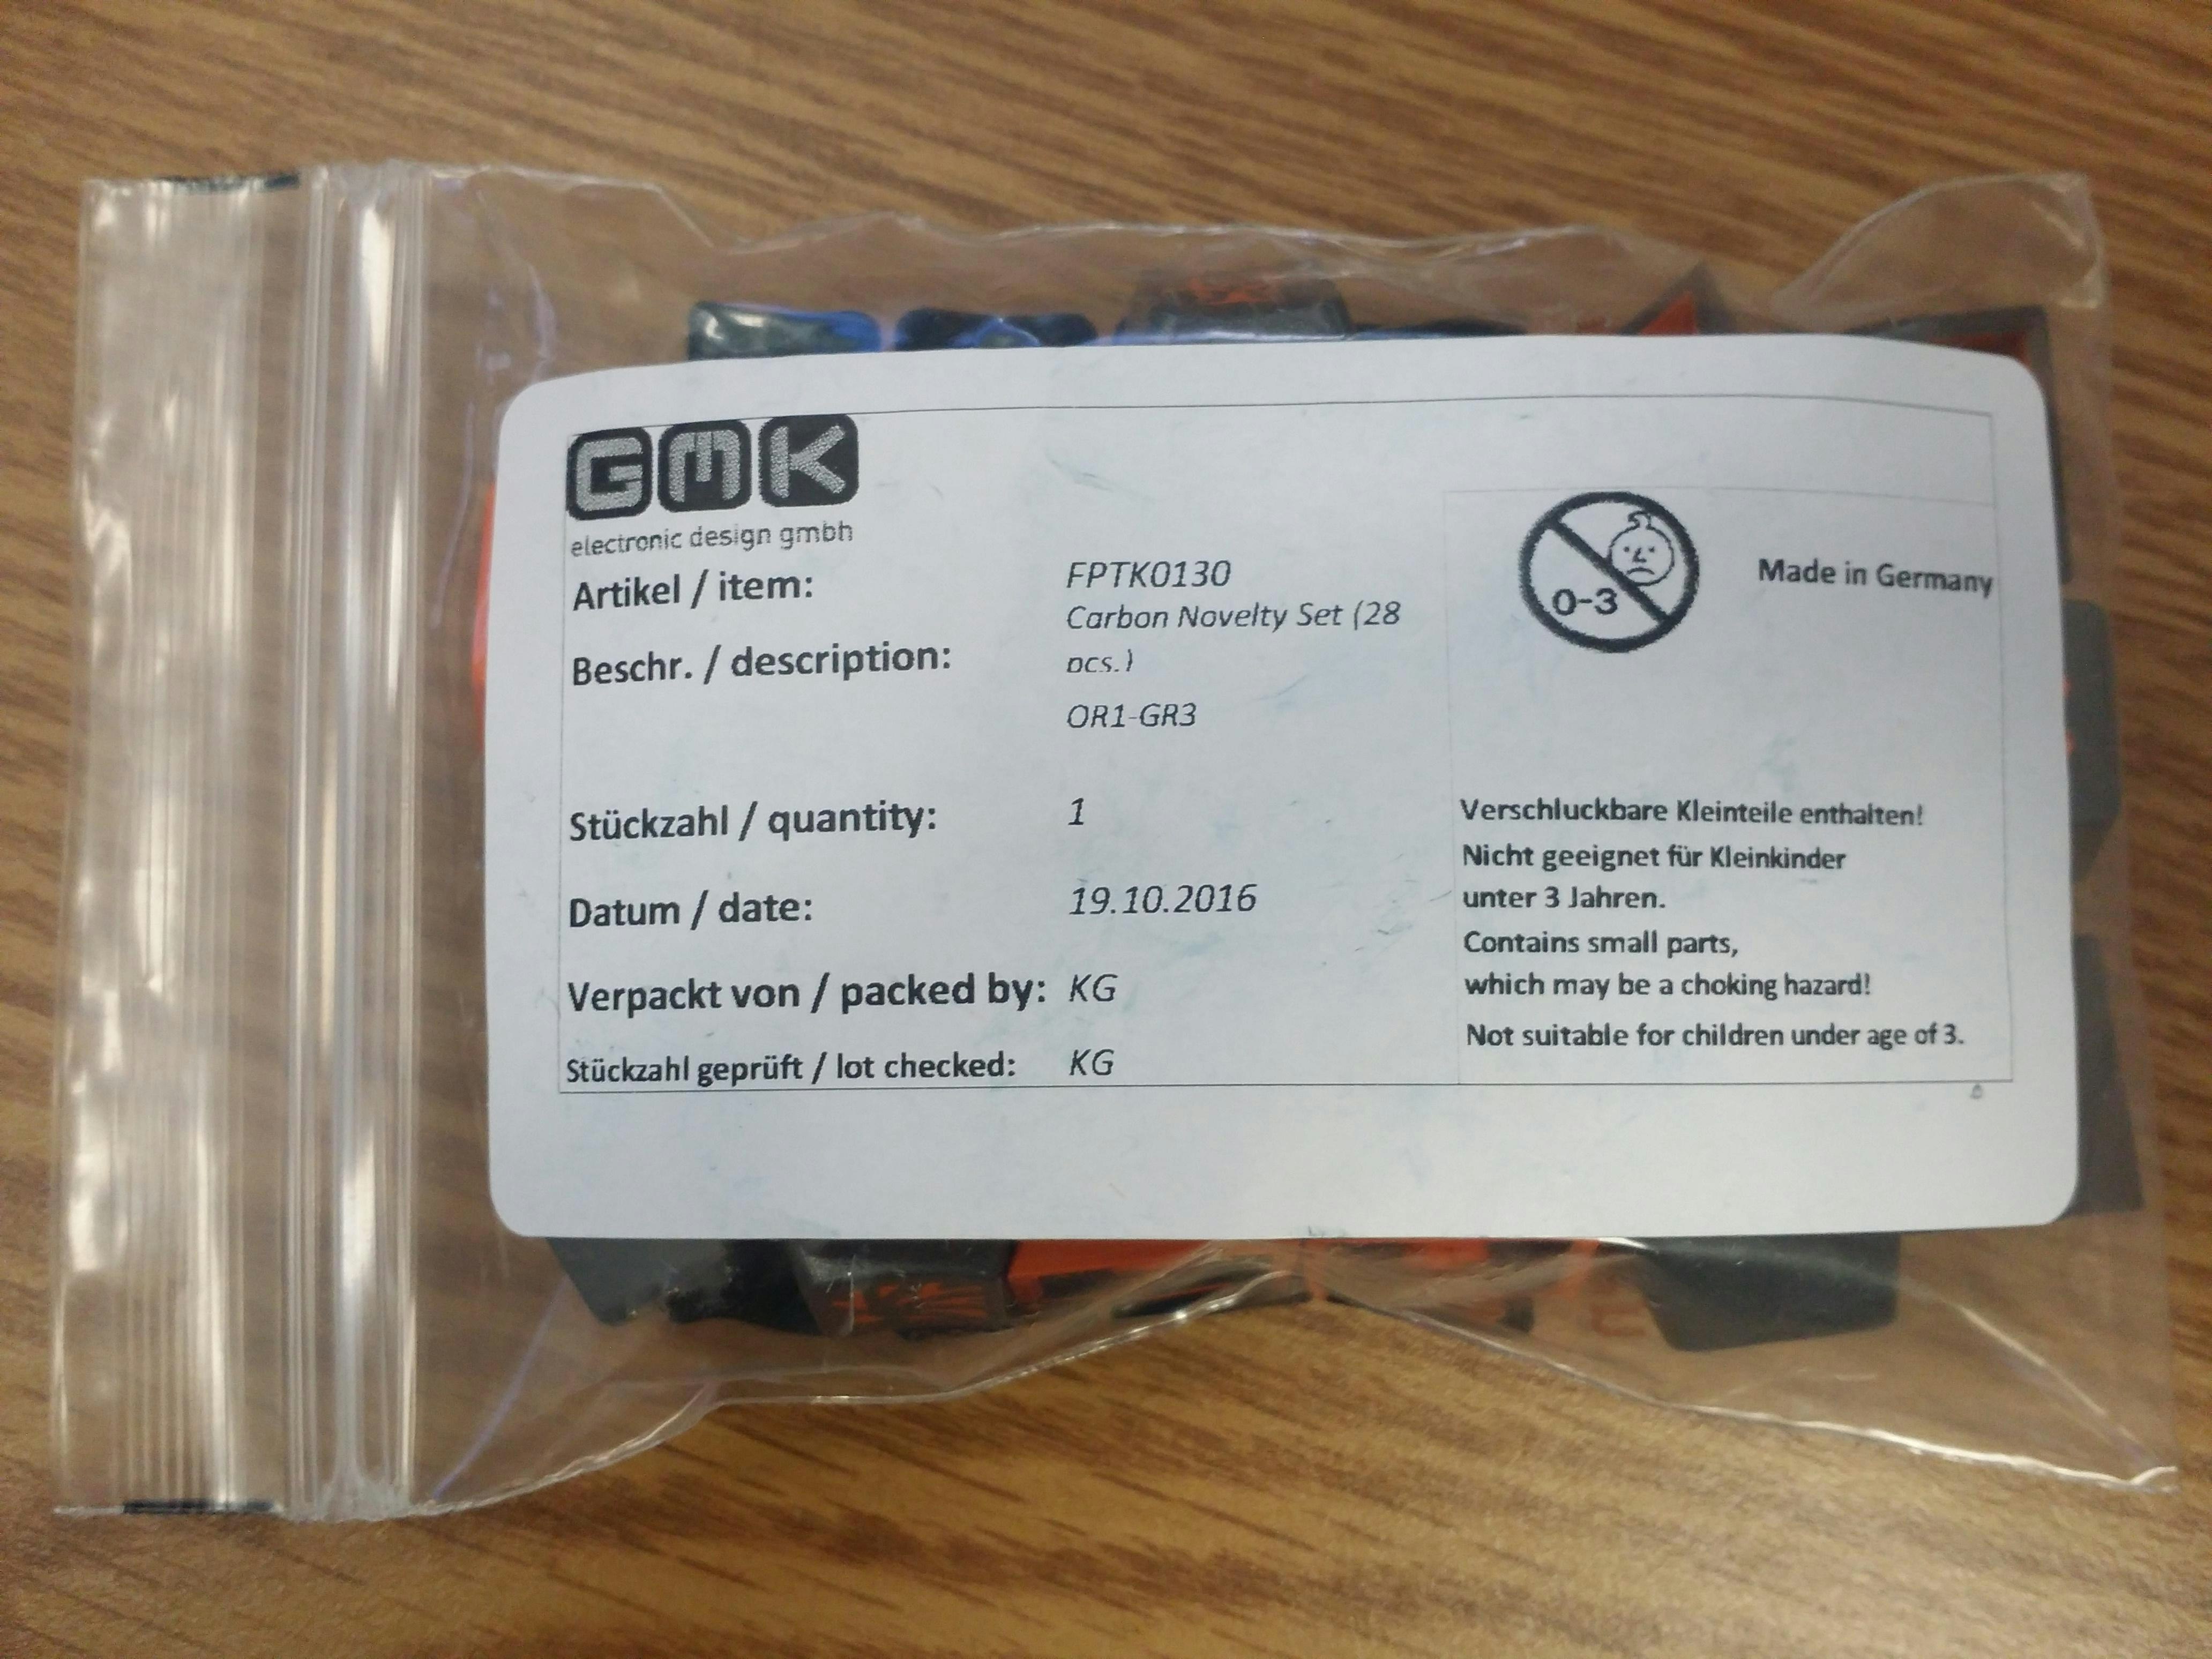 GMK
electronic design gmbh
Artikel / item: FPTK0130
Beschr. / description: Carbon Novelty Set (28
pcs.)
OR1-GR3
Stückzahl / quantity: 1
Datum / date: 19.10.2016
Verpackt von / packed by: KG
Stückzahl geprüft / lot checked: KG
0-3
Made in Germany
Verschluckbare Kleinteile enthalten!
Nicht geeignet für Kleinkinder
unter 3 Jahren.
Contains small parts,
which may be a choking hazard!
Not suitable for children under age of 3.